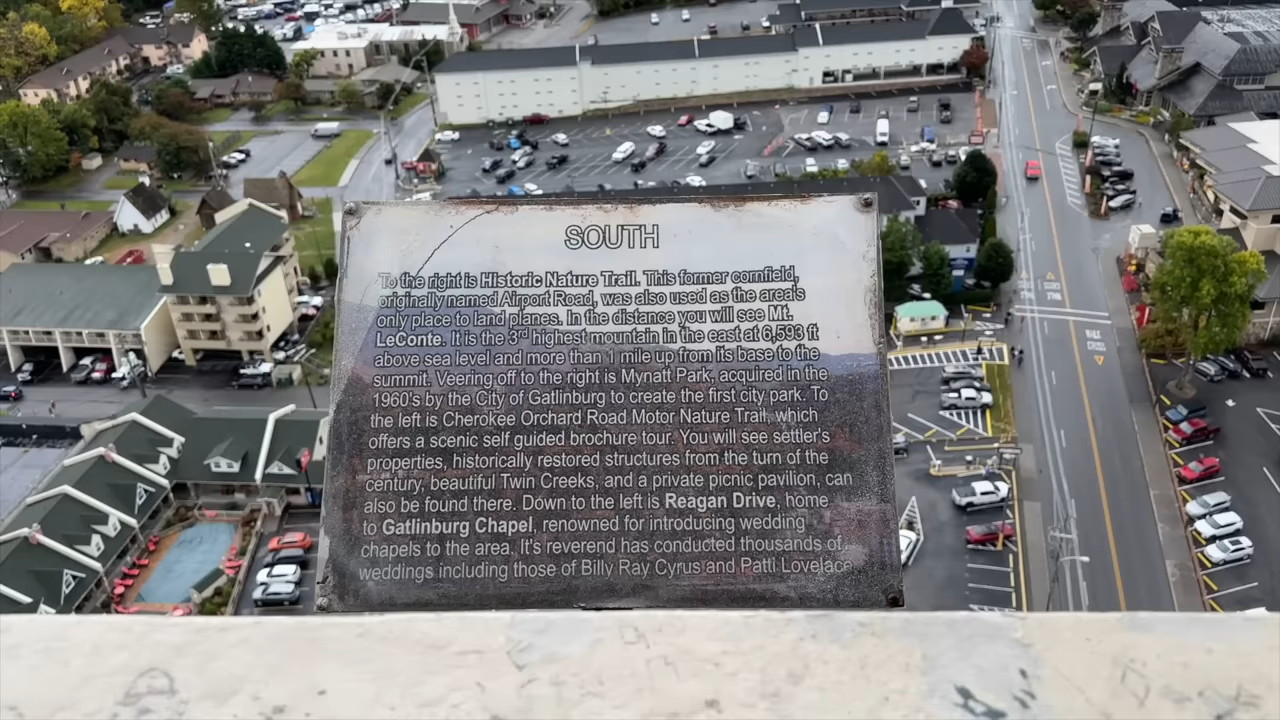 SOUTH
To the right is Historic Nature Trail. This former cornfield,
originally named Airport Road, was also used as the area's
only place to land planes. In the distance you will see Mt.
LeConte. It is the 3rd highest mountain in the east at 6,593 ft
above sea level and more than 1 mile up from its base to the
summit. Veering off to the right is Mynatt Park, acquired in the
1960's by the City of Gatlinburg to create the first city park. To
the left is Cherokee Orchard Road Motor Nature Trail, which
offers a scenic self guided brochure tour. You will see settler's
properties, historically restored structures from the turn of the
century, beautiful Twin Creeks, and a private picnic pavilion, can
also be found there. Down to the left is Reagan Drive, home
to Gatlinburg Chapel, renowned for introducing wedding
chapels to the area. It's reverend has conducted thousands of
weddings including those of Billy Ray Cyrus and Patti Lovelace